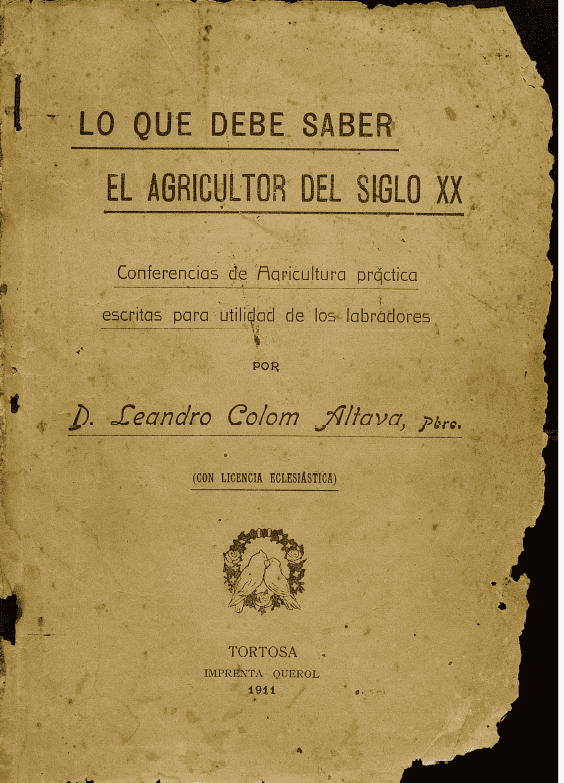 LO QUE DEBE SABER
EL AGRICULTOR DEL SIGLO XX
Conferencias de Agricultura práctica
escritas para utilidad de los labradores
POR
D. Leandro Colom Altava, Pbro.
(CON LICENCIA ECLESIÁSTICA)
TORTOSA
IMPRENTA QUEROL
1911